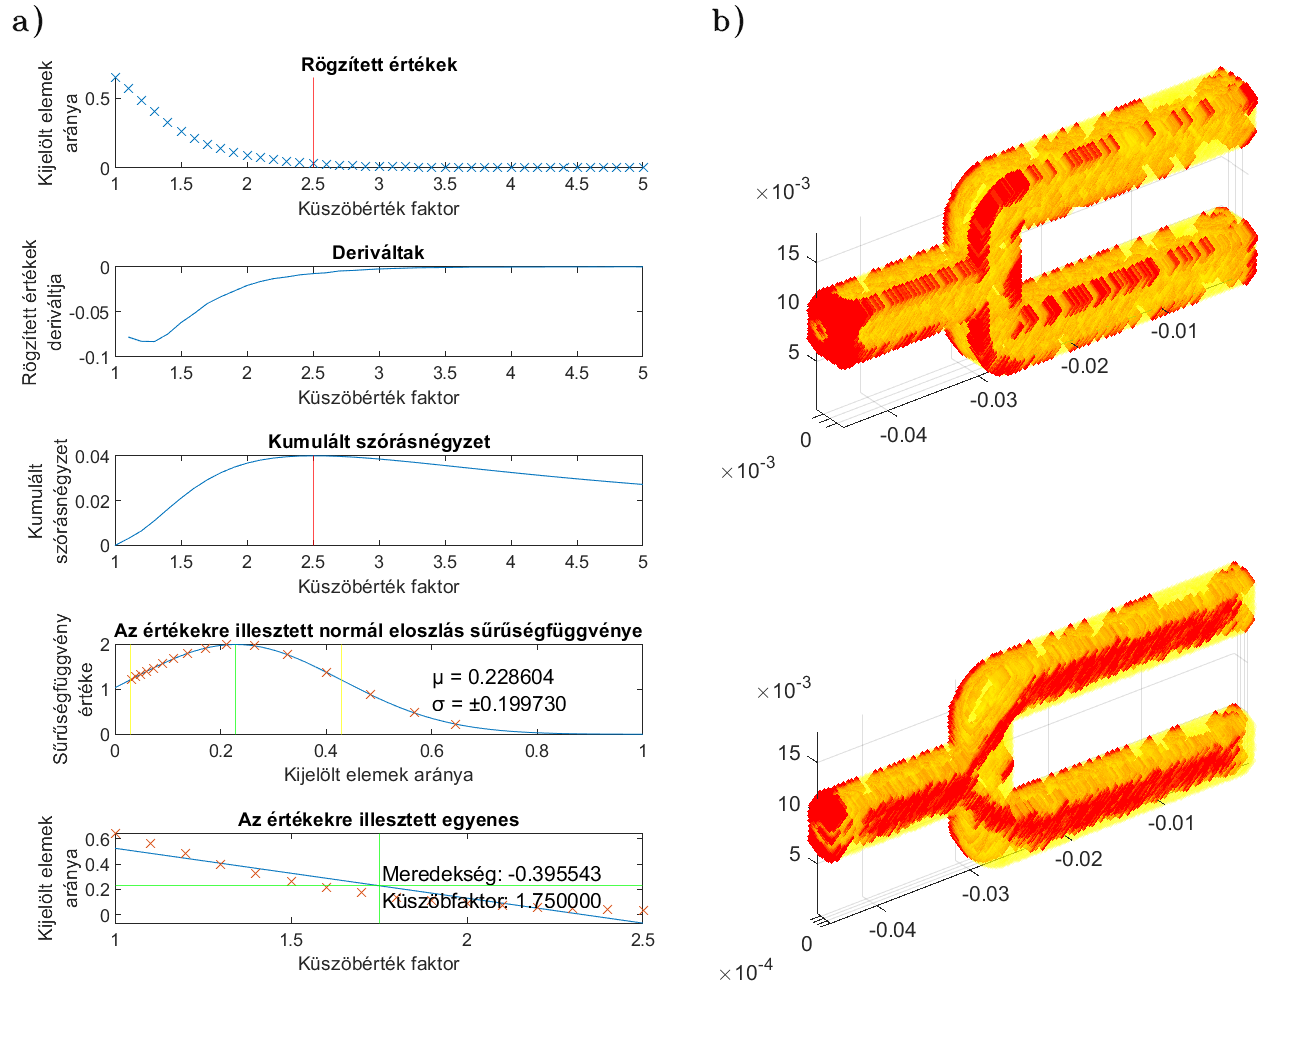 a)
Rögzített értékek
Kijelölt elemek
aránya
0.5
0
1 1.5 2 2.5 3 3.5 4 4.5 5
Küszöbérték faktor
Deriváltak
Rögzített értékek
deriváltja
0
-0.05
-0.1
1 1.5 2 2.5 3 3.5 4 4.5 5
Küszöbérték faktor
Kumulált szórásnégyzet
Kumulált
szórásnégyzet
0.04
0.02
0
1 1.5 2 2.5 3 3.5 4 4.5 5
Küszöbérték faktor
Az értékekre illesztett normál eloszlás sűrűségfüggvénye
Sűrűségfüggvény
értéke
2
1
0
μ = 0.228604
σ = ±0.199730
0 0.2 0.4 0.6 0.8 1
Kijelölt elemek aránya
Az értékekre illesztett egyenes
Kijelölt elemek
aránya
0.6
0.4
0.2
0
Meredekség: -0.395543
Küszöbfaktor: 1.750000
1 1.5 2 2.5
Küszöbérték faktor
b)
×10-3
15
10
5
0
-0.01
-0.02
-0.03
-0.04
×10-3
×10-3
15
10
5
0
-0.01
-0.02
-0.03
-0.04
×10-4